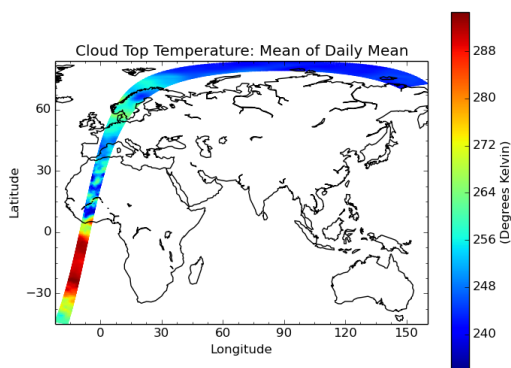 Cloud Top Temperature: Mean of Daily Mean
60
30
0
−30
Latitude
0 30 60 90 120 150
Longitude
288
280
272
264
256
248
240
(Degrees Kelvin)